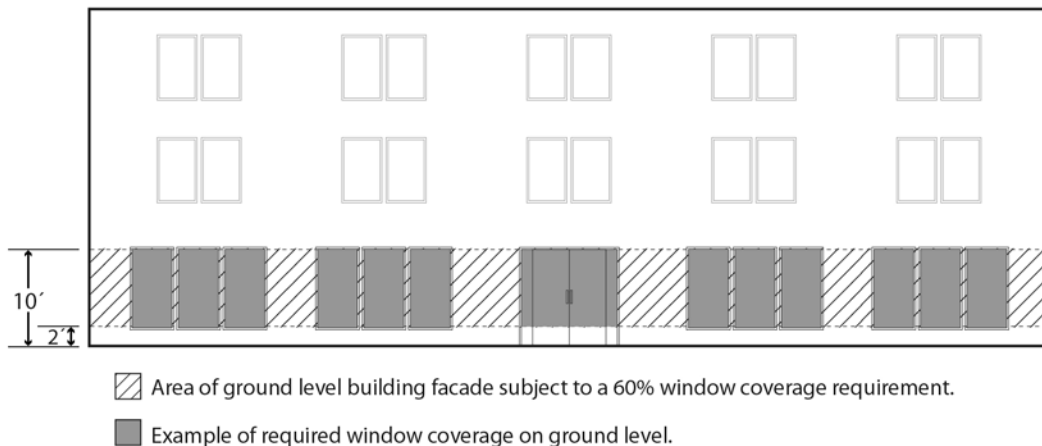 10´
2´
Area of ground level building facade subject to a 60% window coverage requirement.
Example of required window coverage on ground level.